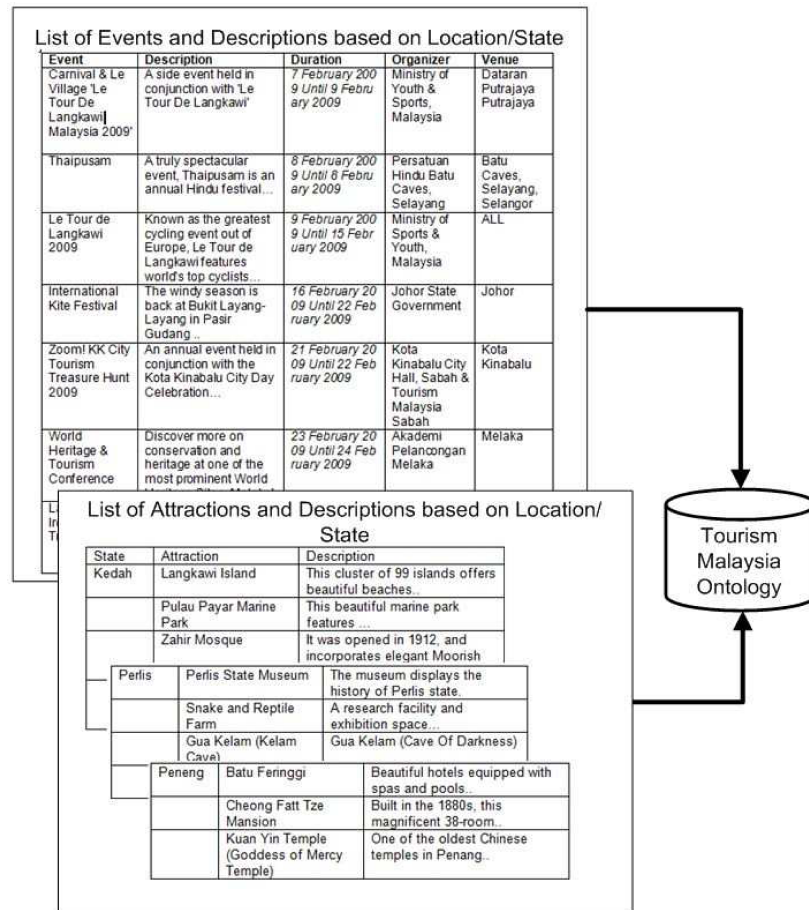 List of Events and Descriptions based on Location/State
Event Description Duration Organizer Venue
Carnival & Le A side event held in 7 February 200 Ministry of Dataran
Village 'Le conjunction with 'Le 9 Until 9 Febru Youth & Putrajaya
Tour De Tour De Langkawi' ary 2009 Sports, Putrajaya
Langkawi Malaysia
Malaysia 2009'
Thaipusam A truly spectacular 8 February 200 Persatuan Batu
event, Thaipusam is an 9 Until 8 Febru Hindu Batu Caves,
annual Hindu festival... ary 2009 Caves, Selayang,
Selayang Selangor
Le Tour de Known as the greatest 9 February 200 Ministry of ALL
Langkawi cycling event out of 9 Until 15 Febr Sports &
2009 Europe, Le Tour de uary 2009 Youth,
Langkawi features Malaysia
world's top cyclists...
International The windy season is 16 February 20 Johor State Johor
Kite Festival back at Bukit Layang- 09 Until 22 Feb Government
Layang in Pasir ruary 2009
Gudang ..
Zoom! KK City An annual event held in 21 February 20 Kota Kota
Tourism conjunction with the 09 Until 22 Feb Kinabalu City Kinabalu
Treasure Hunt Kota Kinabalu City Day ruary 2009 Hall, Sabah &
2009 Celebration... Tourism
Malaysia
Sabah
World Discover more on 23 February 20 Akademi Melaka
Heritage & conservation and 09 Until 24 Feb Pelancongan
Tourism heritage at one of the ruary 2009 Melaka
Conference most prominent World
List of Attractions and Descriptions based on Location/
State
State Attraction Description
Kedah Langkawi Island This cluster of 99 islands offers
beautiful beaches..
Pulau Payar Marine This beautiful marine park
Park features ...
Zahir Mosque It was opened in 1912, and
incorporates elegant Moorish
Perlis Perlis State Museum The museum displays the
history of Perlis state.
Snake and Reptile A research facility and
Farm exhibition space...
Gua Kelam (Kelam Gua Kelam (Cave Of Darkness)
Cave)
Peneng Batu Feringgi Beautiful hotels equipped with
spas and pools..
Cheong Fatt Tze Built in the 1880s, this
Mansion magnificent 38-room..
Kuan Yin Temple One of the oldest Chinese
(Goddess of Mercy temples in Penang..
Temple)
Tourism
Malaysia
Ontology